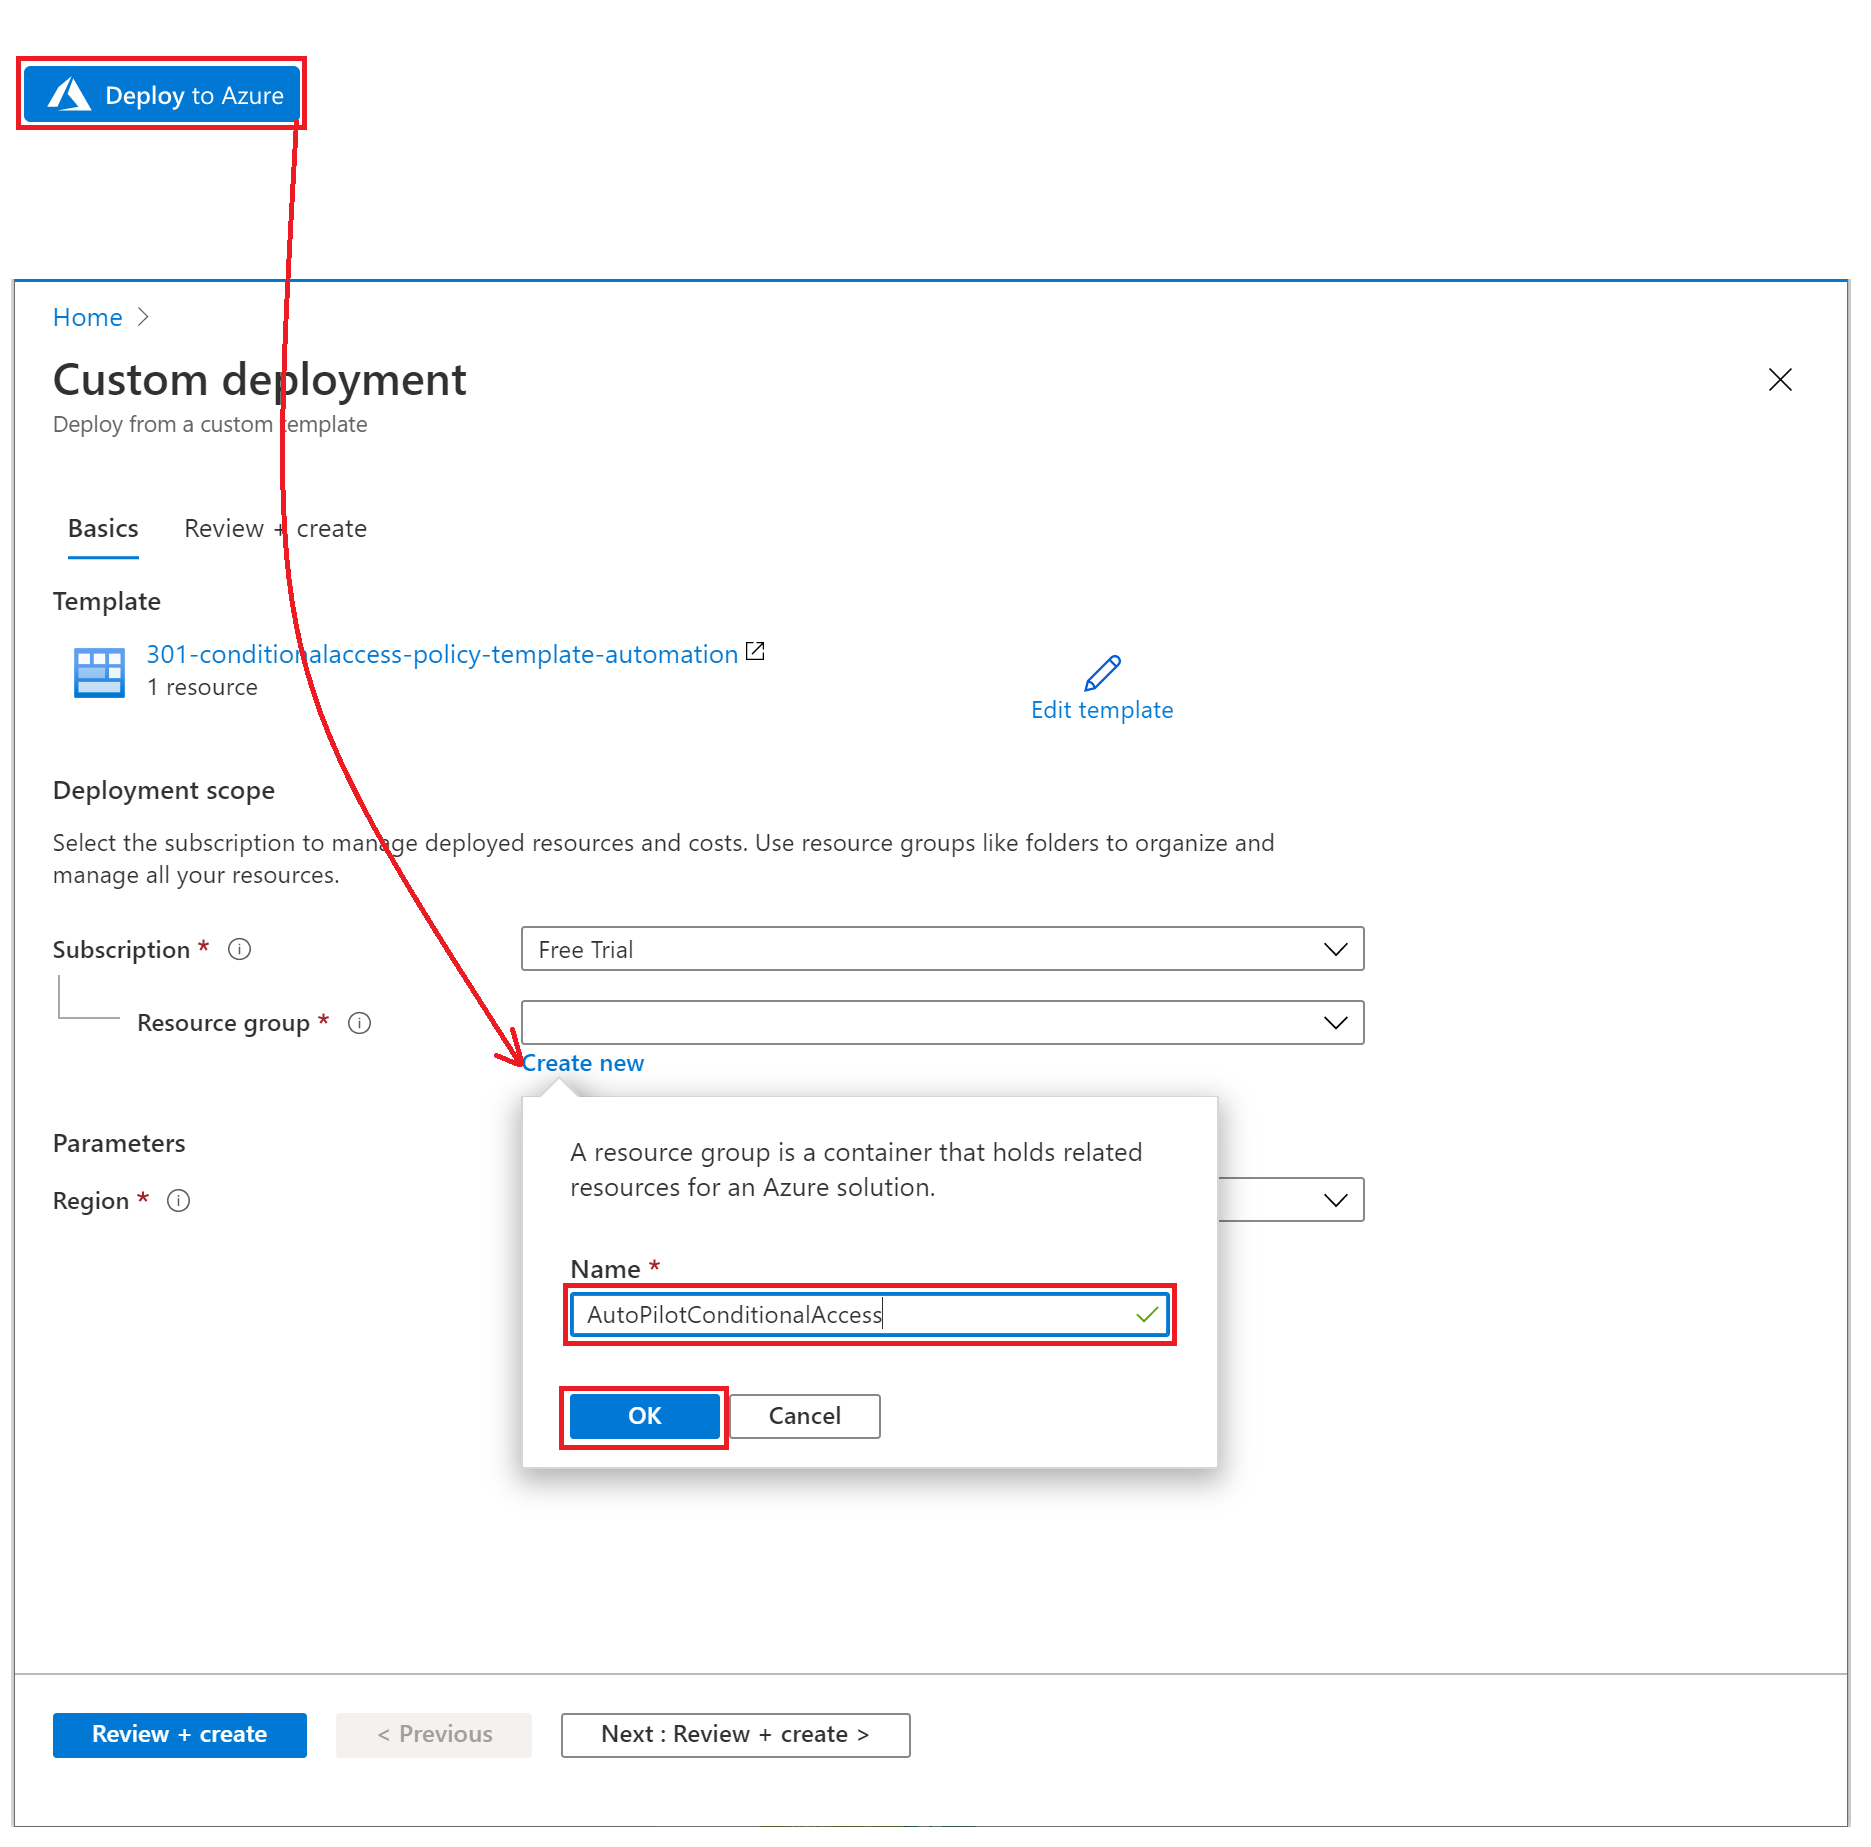 Deploy to Azure
Home >
Custom deployment
Deploy from a custom template
Basics
Review + create
Template
301-conditionalaccess-policy-template-automation
1 resource
Edit template
Deployment scope
Select the subscription to manage deployed resources and costs. Use resource groups like folders to organize and
manage all your resources.
Subscription *
Free Trial
Resource group *
Create new
A resource group is a container that holds related
resources for an Azure solution.
Parameters
Region *
Name *
AutoPilotConditionalAccess
OK
Cancel
Review + create
< Previous
Next : Review + create >